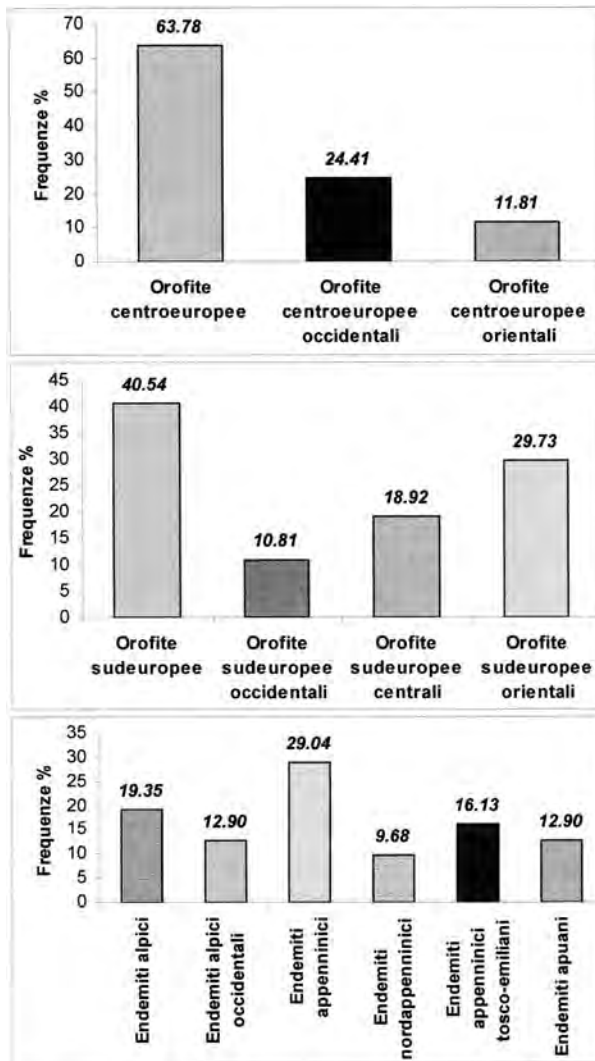 70
60
50
40
30
20
10
0
Frequenze %
63.78
24.41
11.81
Orofite centroeuropee
Orofite centroeuropee occidentali
Orofite centroeuropee orientali
45
40
35
30
25
20
15
10
5
0
Frequenze %
40.54
10.81
18.92
29.73
Orofite sudeuropee
Orofite sudeuropee occidentali
Orofite sudeuropee centrali
Orofite sudeuropee orientali
35
30
25
20
15
10
5
0
Frequenze %
19.35
12.90
29.04
9.68
16.13
12.90
Endemiti alpici
Endemiti alpici
occidentali
Endemiti
appenninici
Endemiti
nordappenninici
Endemiti
appenninici
tosco-emiliani
Endemiti apuani